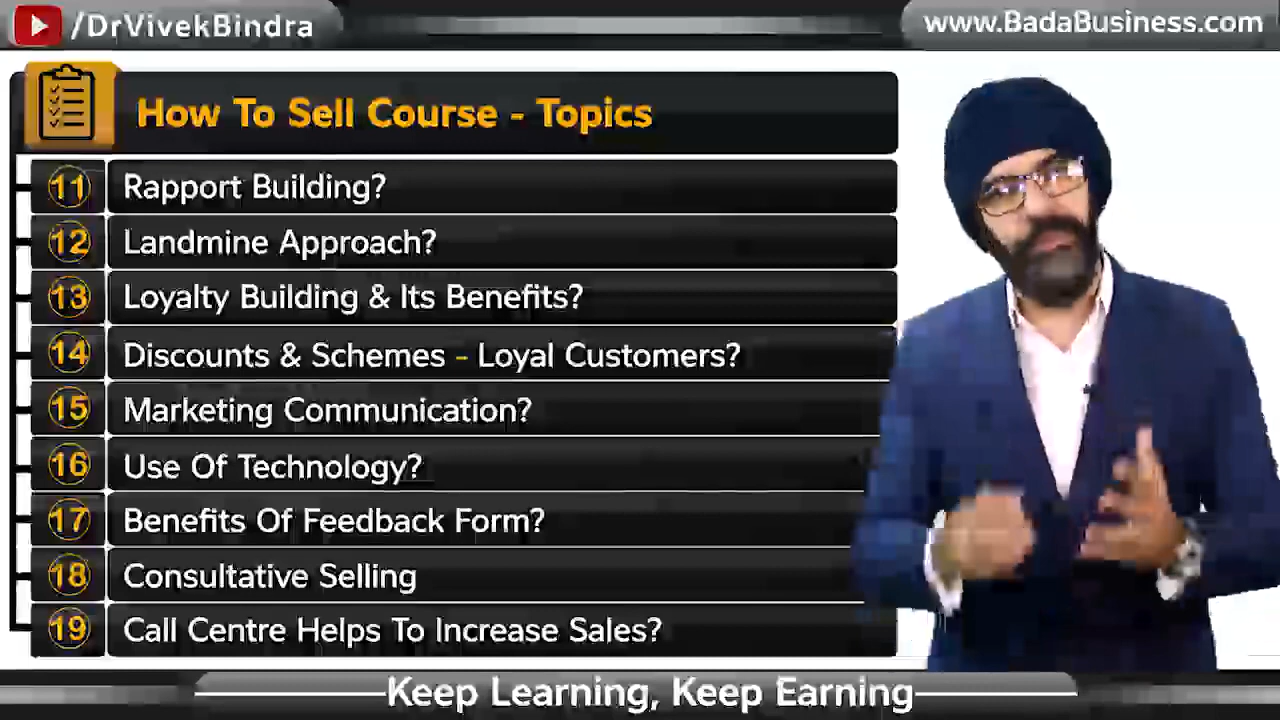 /DrVivekBindra
www.BadaBusiness.com
How To Sell Course - Topics
11 Rapport Building?
12 Landmine Approach?
13 Loyalty Building & Its Benefits?
14 Discounts & Schemes - Loyal Customers?
15 Marketing Communication?
16 Use Of Technology?
17 Benefits Of Feedback Form?
18 Consultative Selling
19 Call Centre Helps To Increase Sales?
Keep Learning, Keep Earning